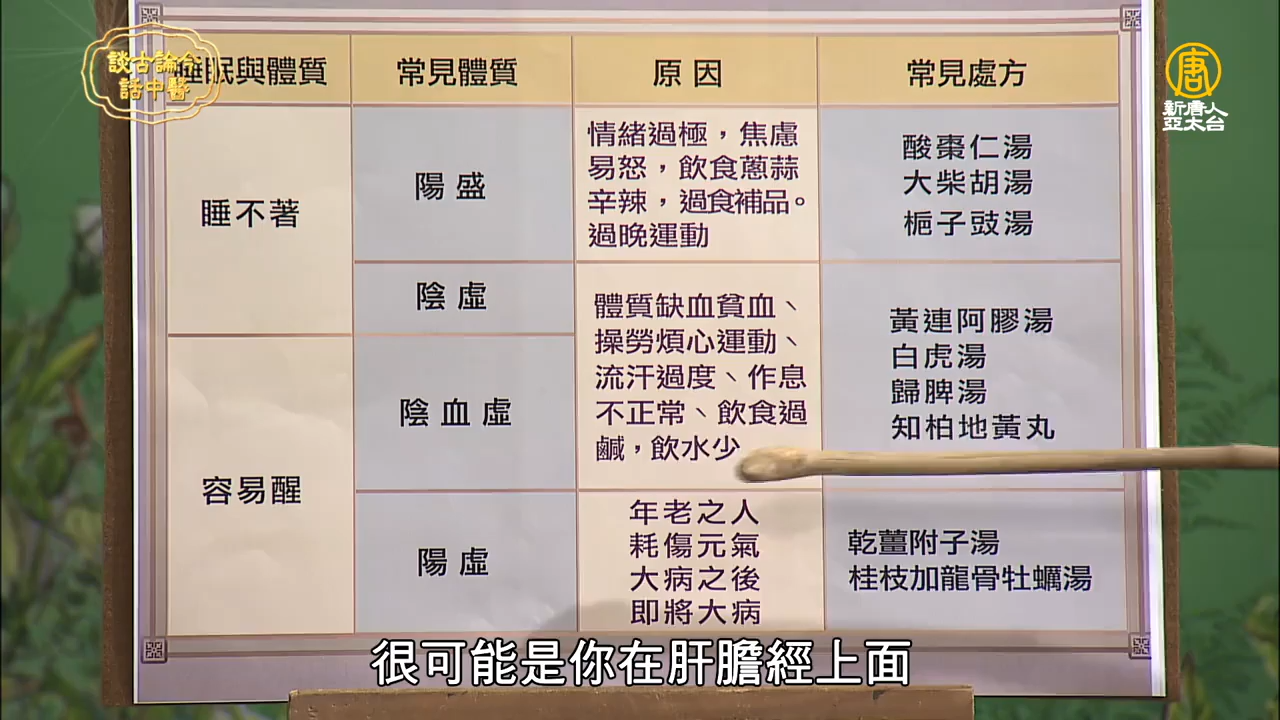 談古論今
話中醫
唐
新唐人
亞太台
睡眠與體質
常見體質
原因
常見處方
睡不著
陽盛
情緒過極，焦慮
易怒，飲食蔥蒜
辛辣，過食補品。
過晚運動
酸棗仁湯
大柴胡湯
梔子豉湯
陰虛
體質缺血貧血、
操勞煩心運動、
流汗過度、作息
不正常、飲食過
鹹，飲水少
黃連阿膠湯
白虎湯
歸脾湯
知柏地黃丸
容易醒
陰血虛
陽虛
年老之人
耗傷元氣
大病之後
即將大病
乾薑附子湯
桂枝加龍骨牡蠣湯
很可能是你在肝膽經上面